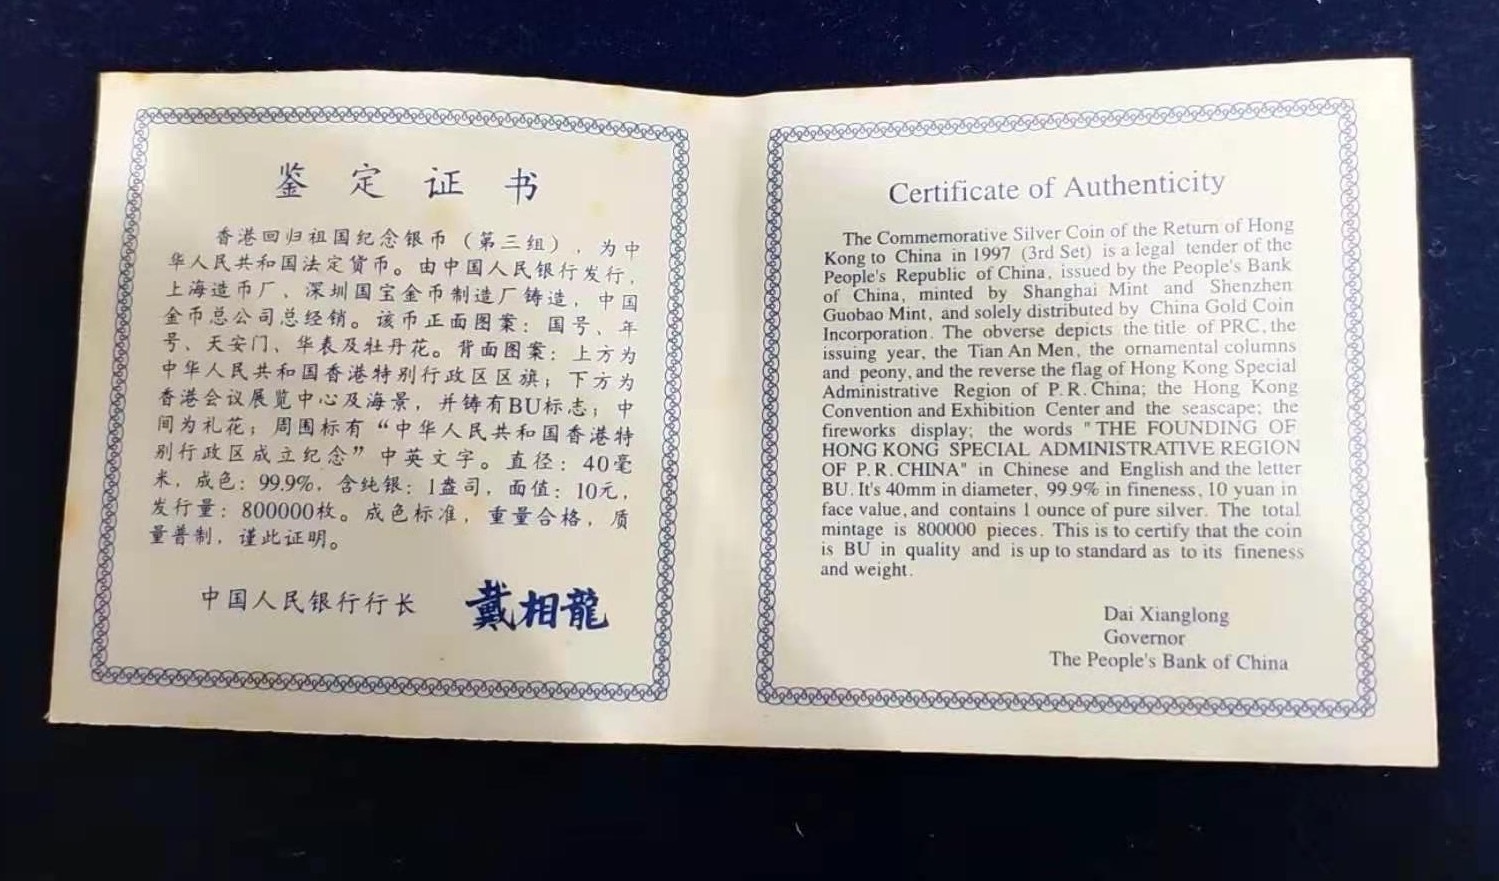 鉴定证书
香港回归祖国纪念银币（第三组），为中
华人民共和国法定货币。由中国人民银行发行，
上海造币厂、深圳国宝金币制造厂铸造，中国
金币总公司总经销。该币正面图案：国号、年
号、天安门、华表及牡丹花。背面图案：上方为
中华人民共和国香港特别行政区区旗；下方为
香港会议展览中心及海景，并铸有BU标志；中
间为礼花；周围标有“中华人民共和国香港特
别行政区成立纪念”中英文字。直径：40毫
米，成色：99.9%，含纯银：1盎司，面值：10元，
发行量：800000枚。成色标准，重量合格，质
量普制，谨此证明。
中国人民银行行长 戴相龍
Certificate of Authenticity
The Commemorative Silver Coin of the Return of Hong
Kong to China in 1997 (3rd Set) is a legal tender of the
People's Republic of China, issued by the People's Bank
of China, minted by Shanghai Mint and Shenzhen
Guobao Mint, and solely distributed by China Gold Coin
Incorporation. The obverse depicts the title of PRC, the
issuing year, the Tian An Men, the ornamental columns
and peony, and the reverse the flag of Hong Kong Special
Administrative Region of P.R.China; the Hong Kong
Convention and Exhibition Center and the seascape; the
fireworks display; the words "THE FOUNDING OF
HONG KONG SPECIAL ADMINISTRATIVE REGION
OF P.R.CHINA" in Chinese and English and the letter
BU. It's 40mm in diameter, 99.9% in fineness, 10 yuan in
face value, and contains 1 ounce of pure silver. The total
mintage is 800000 pieces. This is to certify that the coin
is BU in quality and is up to standard as to its fineness
and weight.
Dai Xianglong
Governor
The People's Bank of China